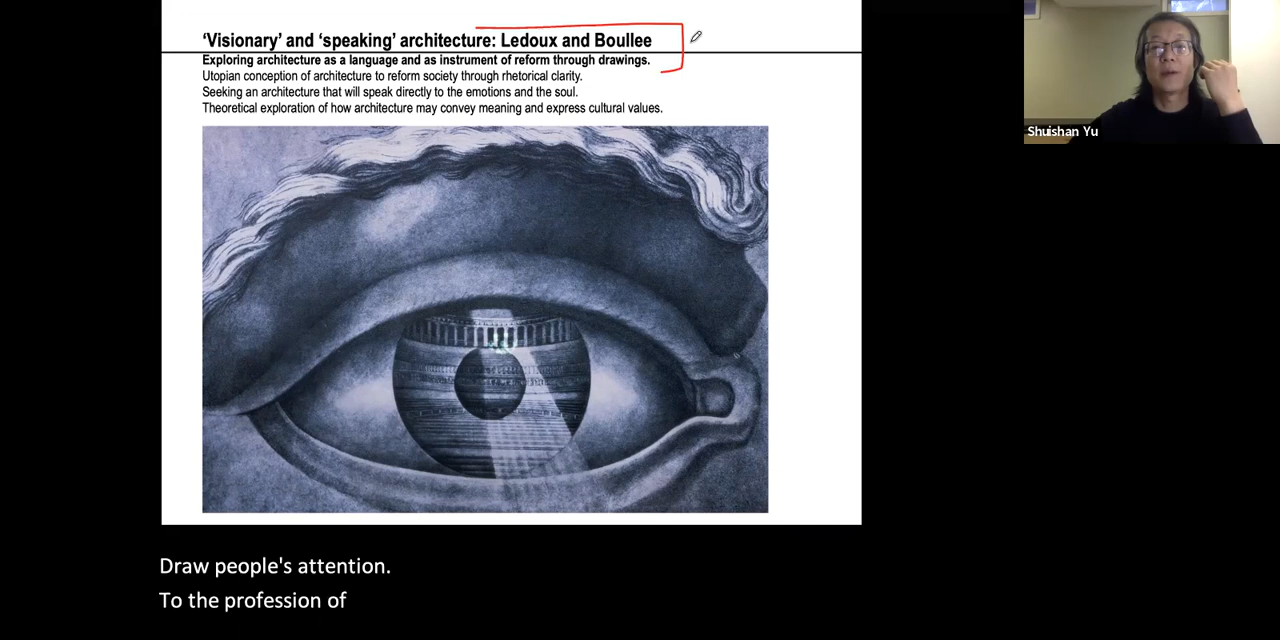 ‘Visionary’ and ‘speaking’ architecture: Ledoux and Boullee
Exploring architecture as a language and as instrument of reform through drawings.
Utopian conception of architecture to reform society through rhetorical clarity.
Seeking an architecture that will speak directly to the emotions and the soul.
Theoretical exploration of how architecture may convey meaning and express cultural values.
Shuishan Yu
Draw people's attention.
To the profession of